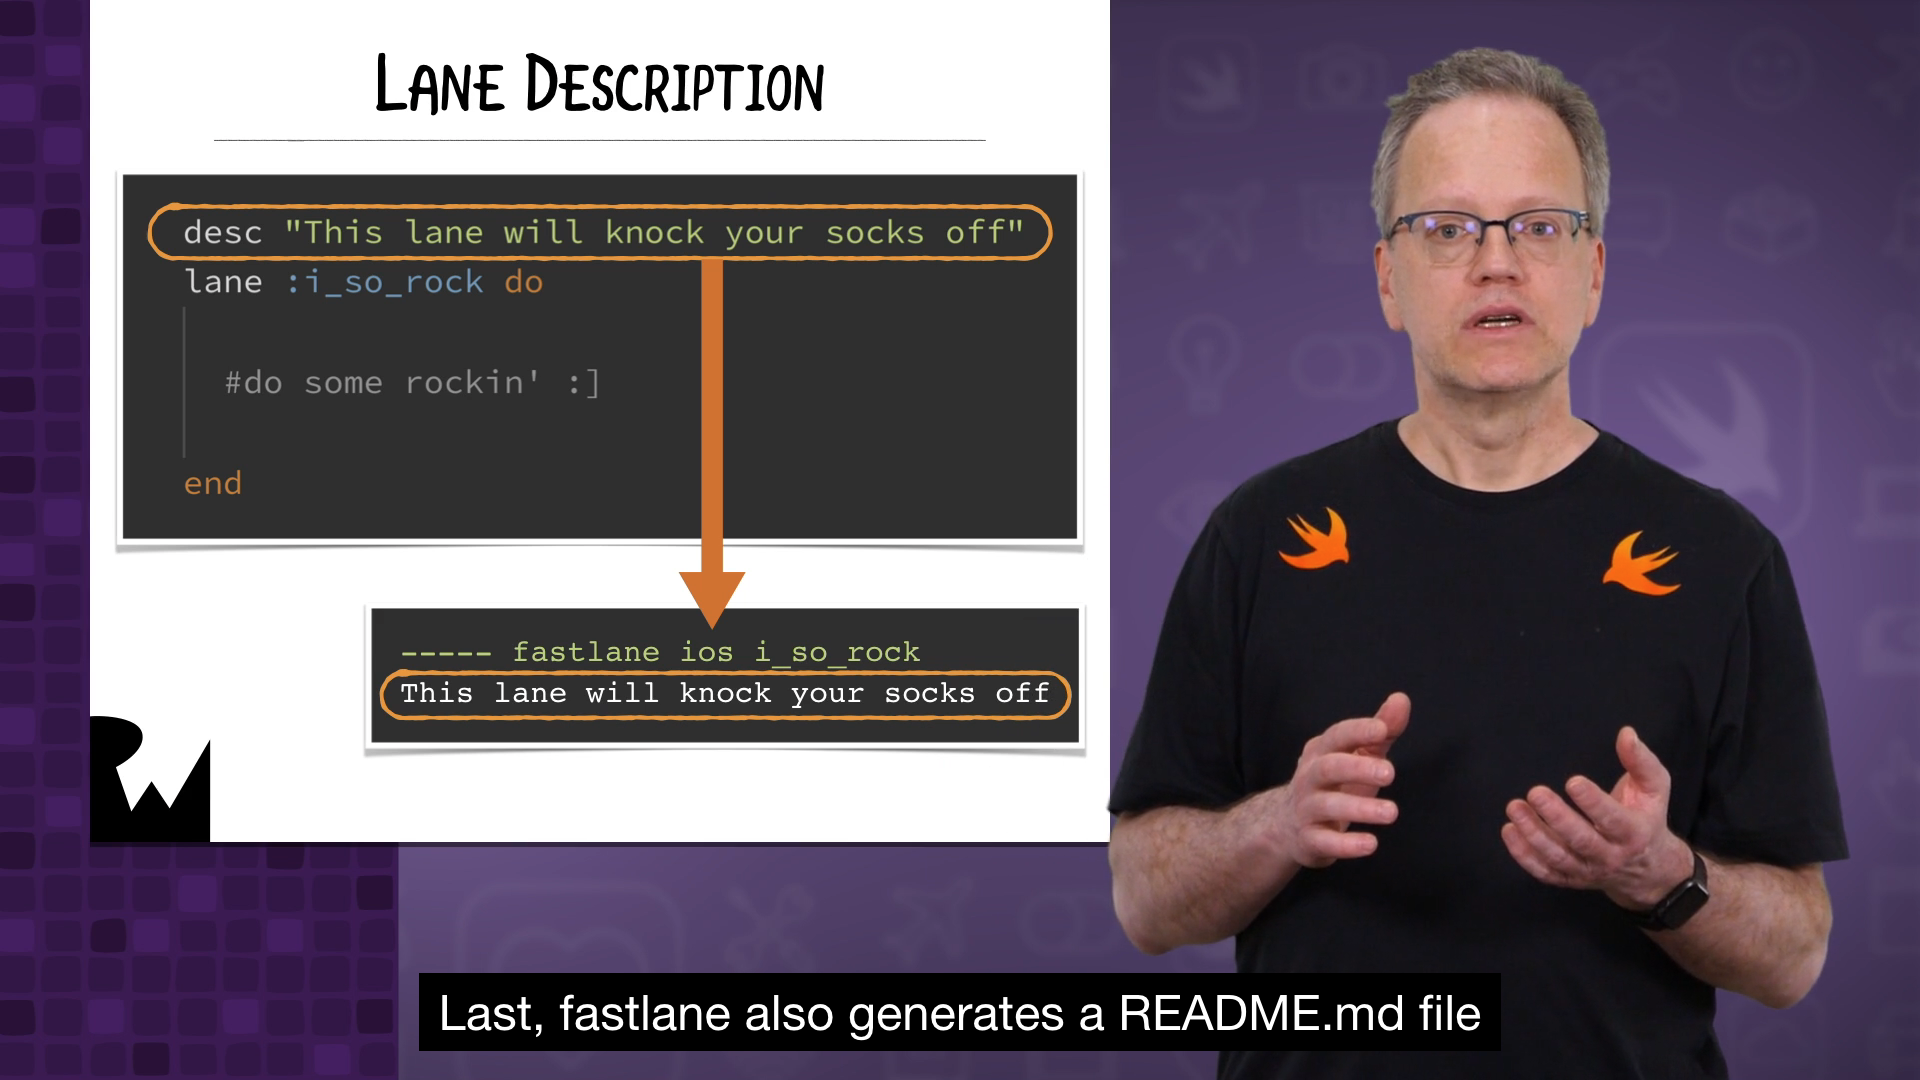 LANE DESCRIPTION
desc "This lane will knock your socks off"
lane :i_so_rock do
#do some rockin' :]
end
----- fastlane ios i_so_rock
This lane will knock your socks off
RW
Last, fastlane also generates a README.md file